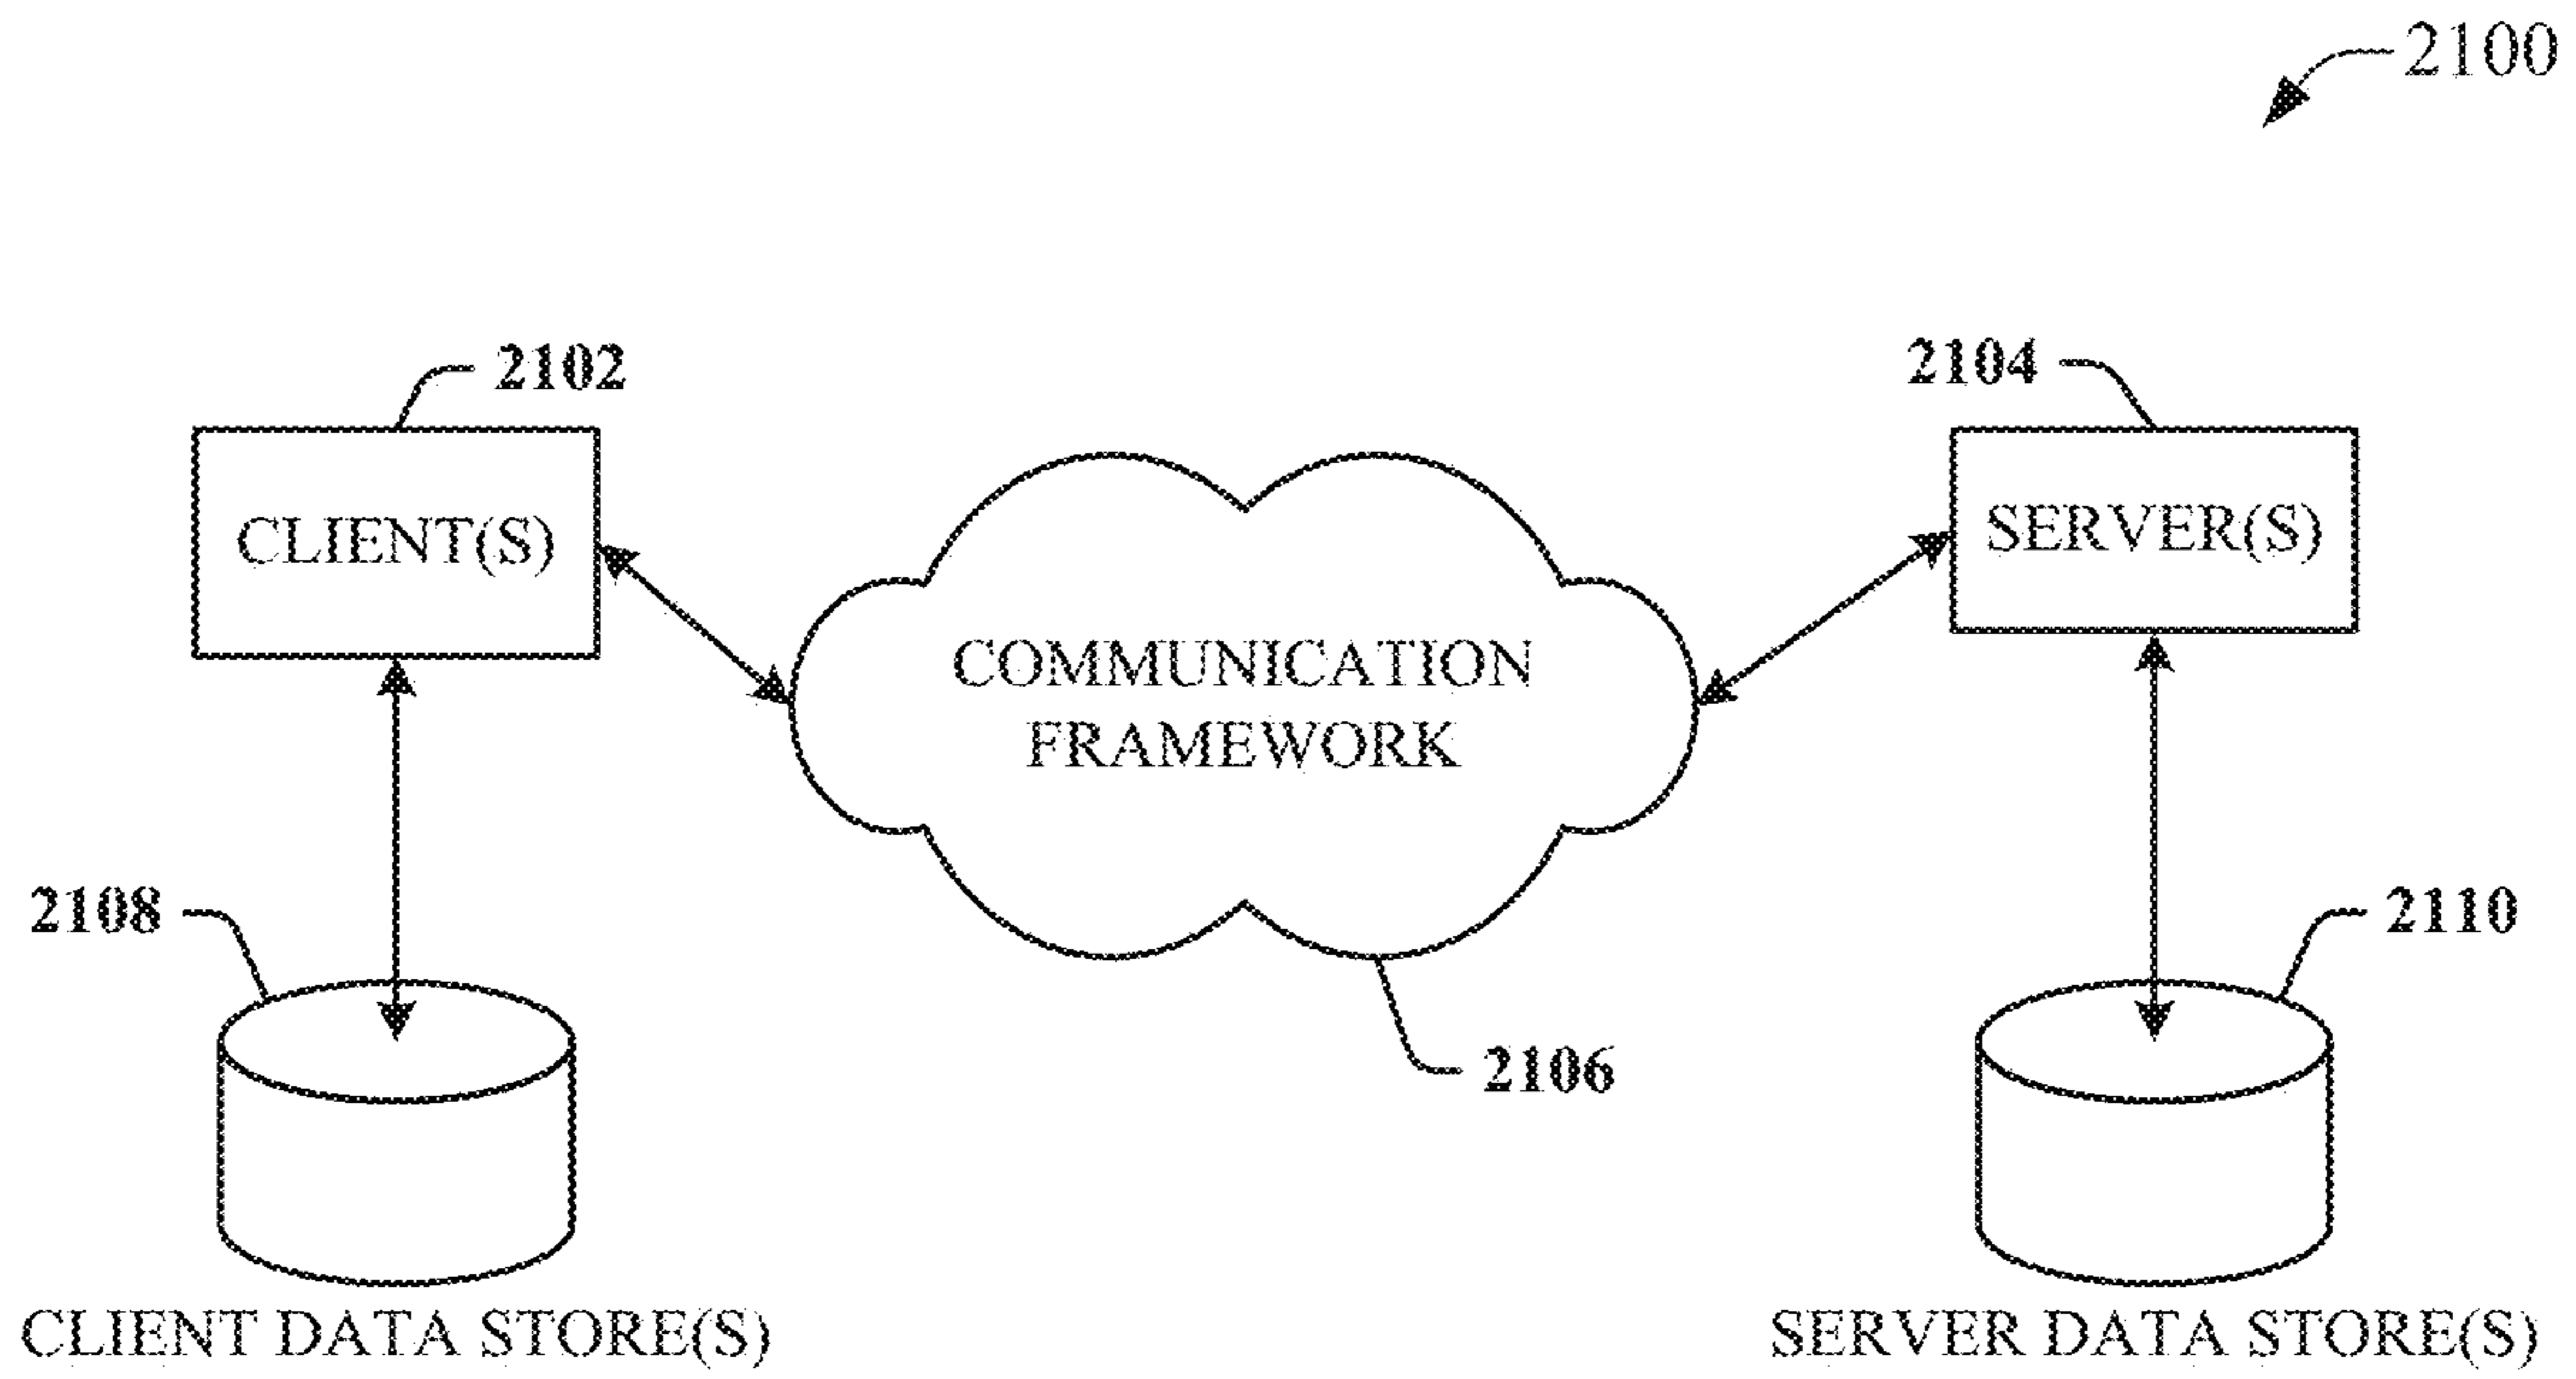 2100
2102
2104
CLIENT(S)
SERVER(S)
COMMUNICATION
FRAMEWORK
2108
2110
2106
CLIENT DATA STORE(S)
SERVER DATA STORE(S)